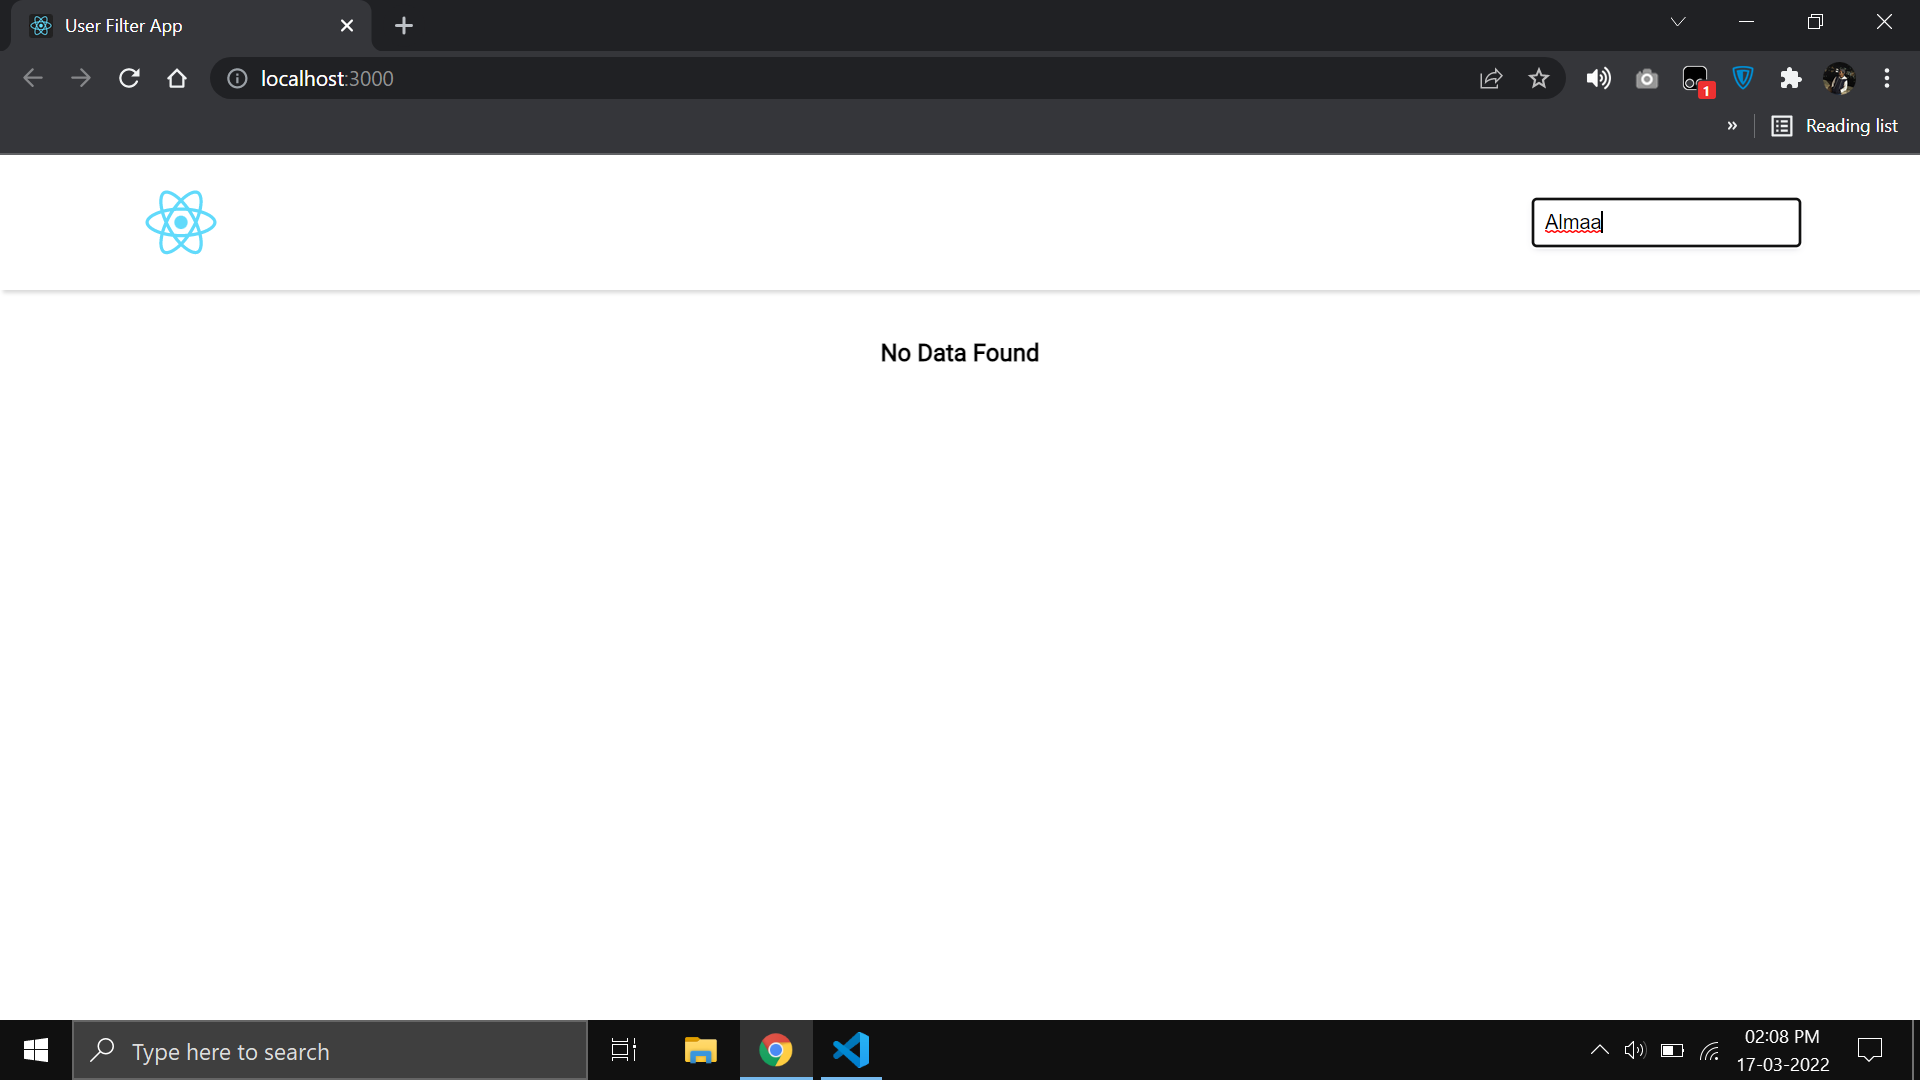 User Filter App
localhost:3000
1
» Reading list
Almaa
No Data Found
Type here to search
02:08 PM
17-03-2022